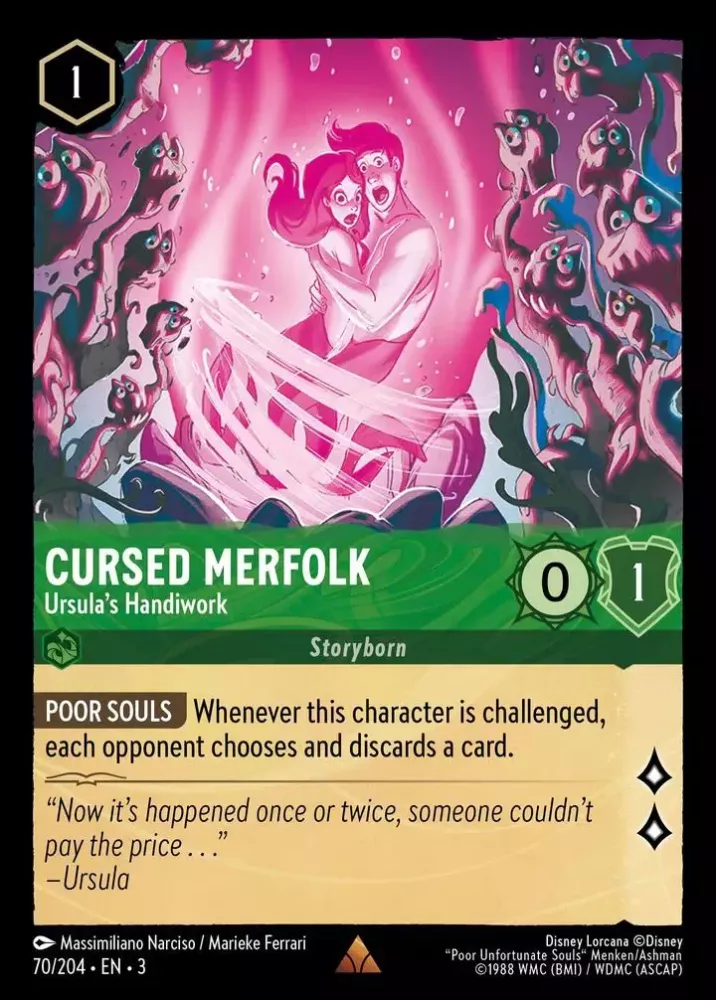 1
CURSED MERFOLK
Ursula's Handiwork
0
1
Storyborn
POOR SOULS Whenever this character is challenged,
each opponent chooses and discards a card.
“Now it's happened once or twice, someone couldn't
pay the price . . .”
–Ursula
Massimiliano Narciso / Marieke Ferrari
70/204 • EN • 3
Disney Lorcana ©Disney
"Poor Unfortunate Souls" Menken/Ashman
©1988 WMC (BMI) / WDMC (ASCAP)